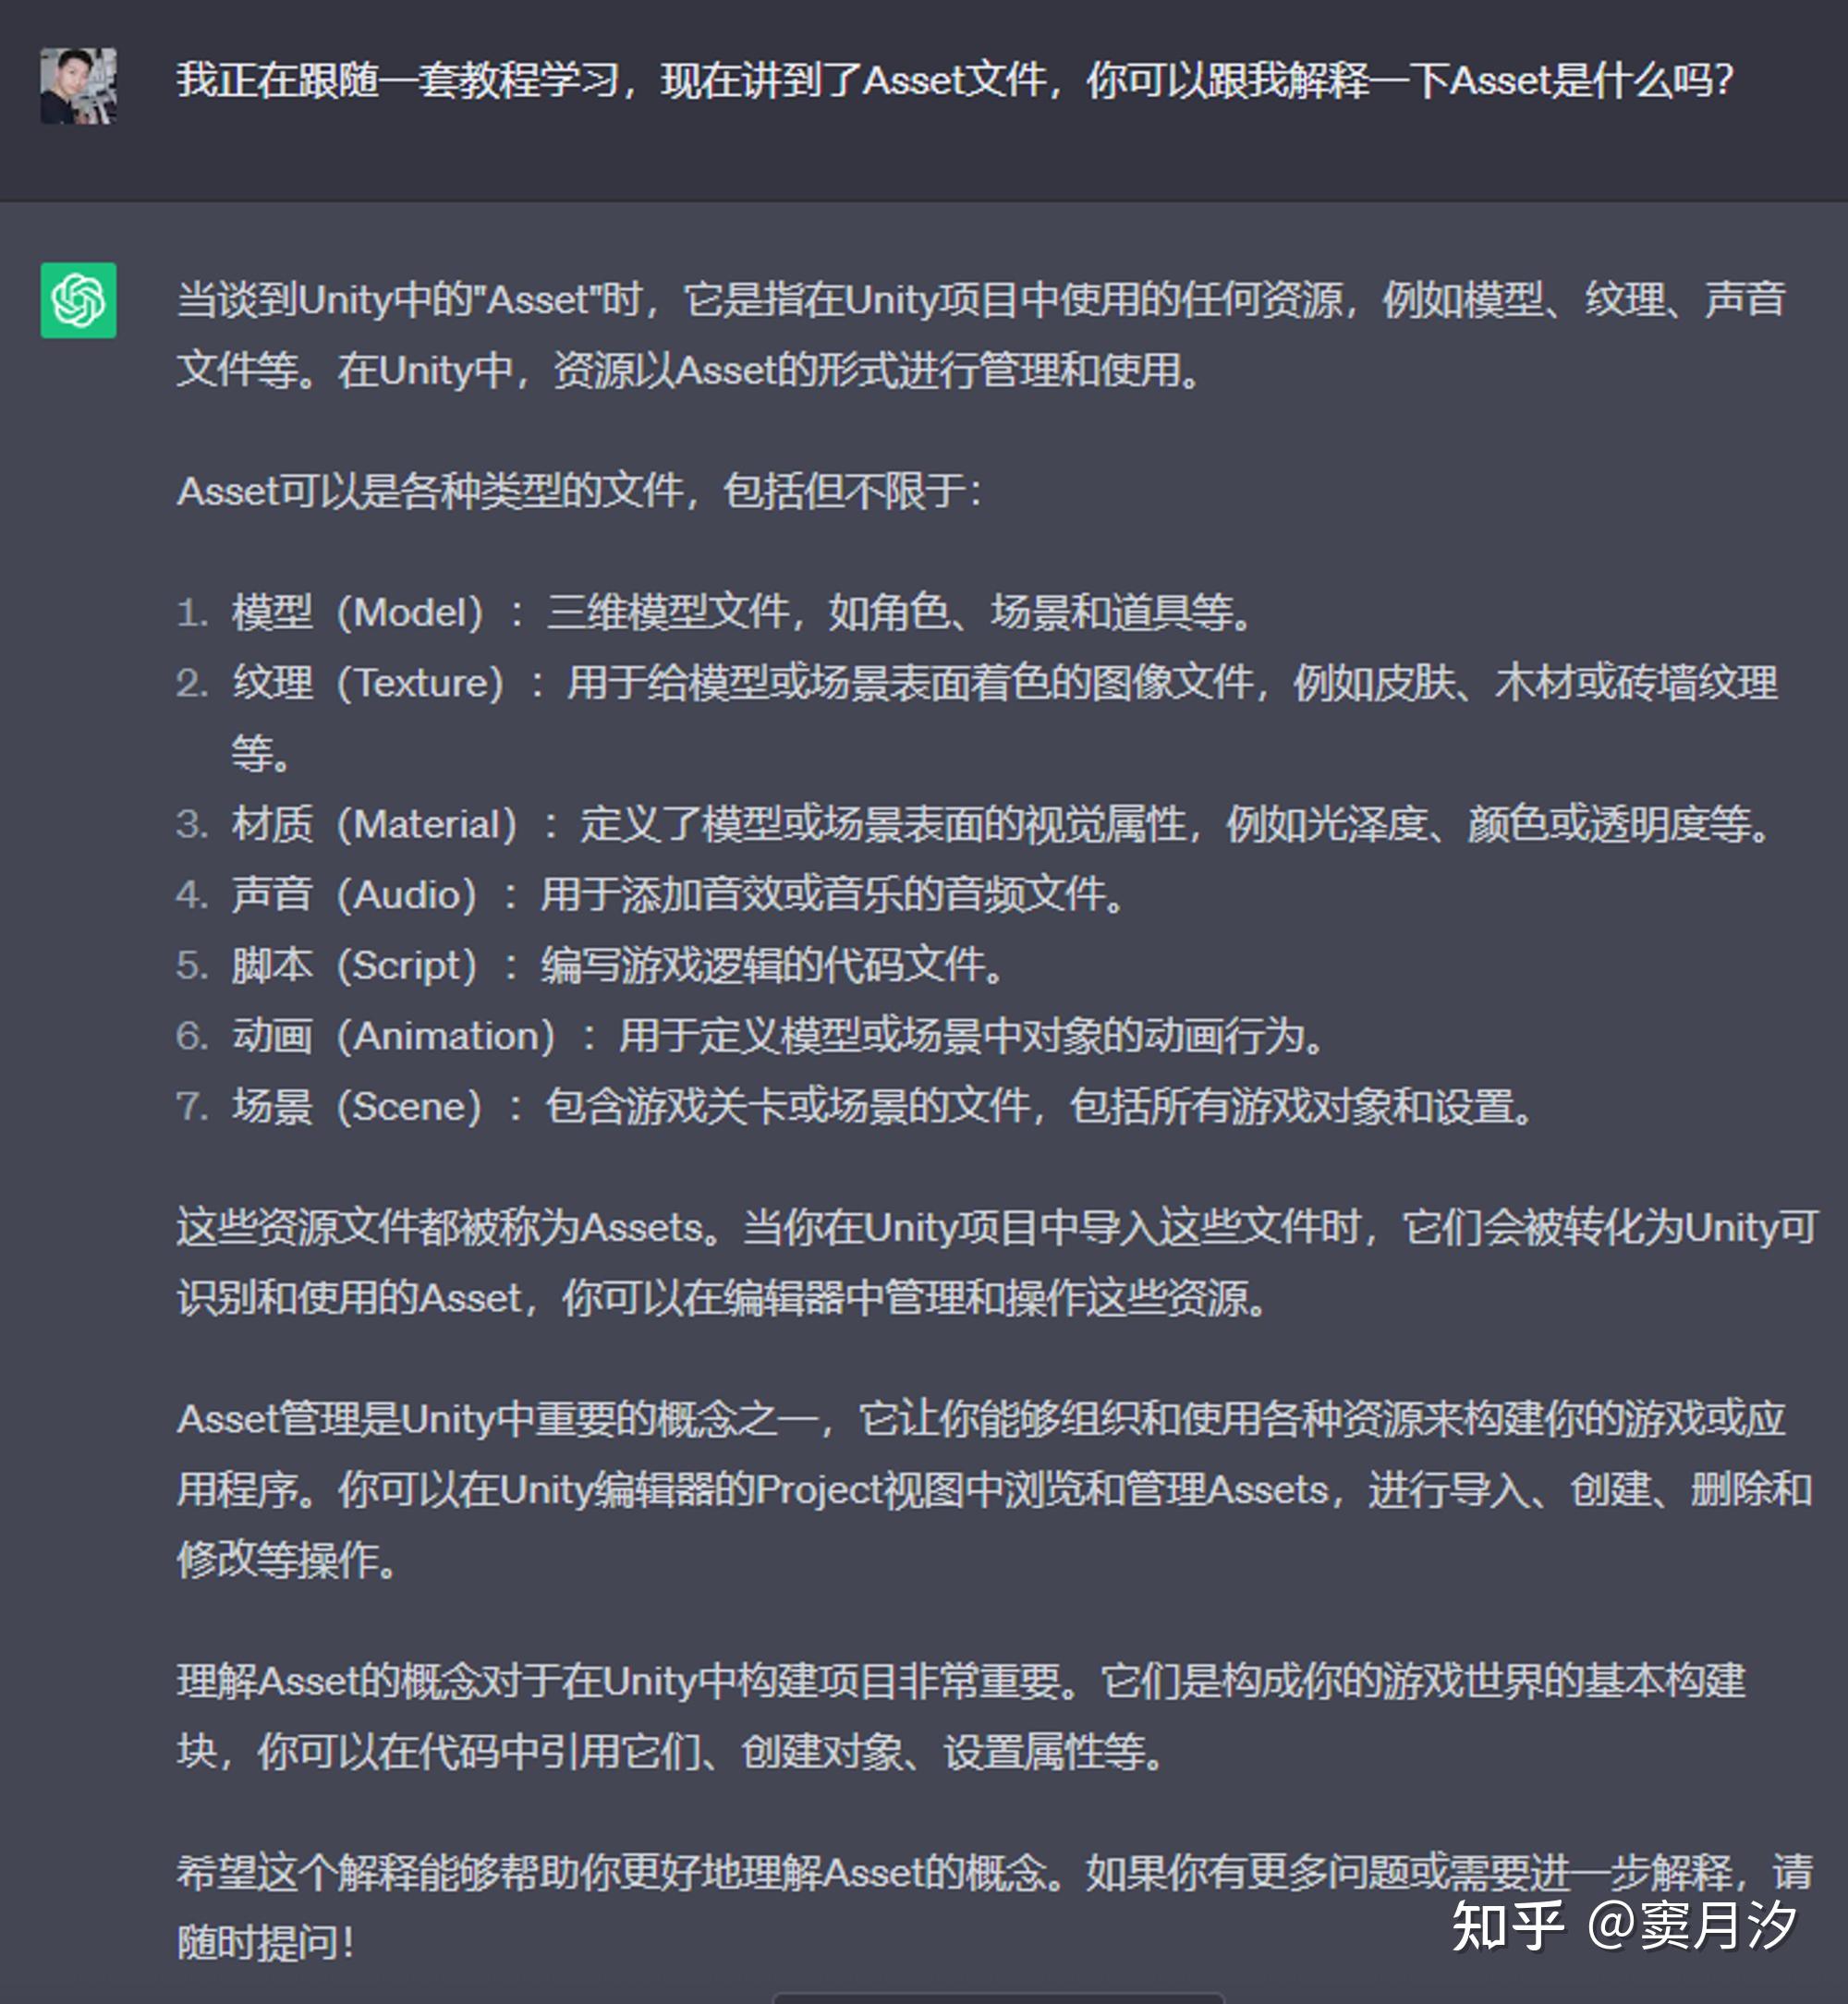 我正在跟随一套教程学习，现在讲到了Asset文件，你可以跟我解释一下Asset是什么吗？
当谈到Unity中的"Asset"时，它是指在Unity项目中使用的任何资源，例如模型、纹理、声音
文件等。在Unity中，资源以Asset的形式进行管理和使用。
Asset可以是各种类型的文件，包括但不限于：
1. 模型（Model）：三维模型文件，如角色、场景和道具等。
2. 纹理（Texture）：用于给模型或场景表面着色的图像文件，例如皮肤、木材或砖墙纹理
等。
3. 材质（Material）：定义了模型或场景表面的视觉属性，例如光泽度、颜色或透明度等。
4. 声音（Audio）：用于添加音效或音乐的音频文件。
5. 脚本（Script）：编写游戏逻辑的代码文件。
6. 动画（Animation）：用于定义模型或场景中对象的动画行为。
7. 场景（Scene）：包含游戏关卡或场景的文件，包括所有游戏对象和设置。
这些资源文件都被称为Assets。当你在Unity项目中导入这些文件时，它们会被转化为Unity可
识别和使用的Asset，你可以在编辑器中管理和操作这些资源。
Asset管理是Unity中重要的概念之一，它让你能够组织和使用各种资源来构建你的游戏或应
用程序。你可以在Unity编辑器的Project视图中浏览和管理Assets，进行导入、创建、删除和
修改等操作。
理解Asset的概念对于在Unity中构建项目非常重要。它们是构成你的游戏世界的基本构建
块，你可以在代码中引用它们、创建对象、设置属性等。
希望这个解释能够帮助你更好地理解Asset的概念。如果你有更多问题或需要进一步解释，请
随时提问！
知乎 @窦月汐